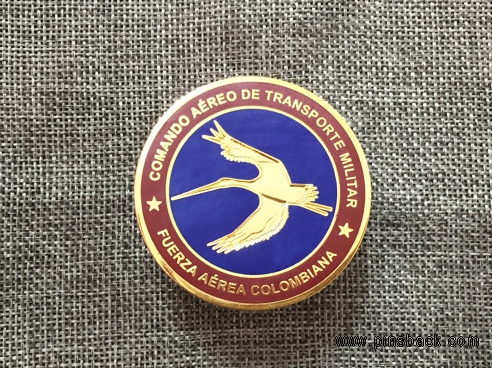 COMANDO AÉREO DE TRANSPORTE MILITAR
FUERZA AÉREA COLOMBIANA
www.pinsback.com